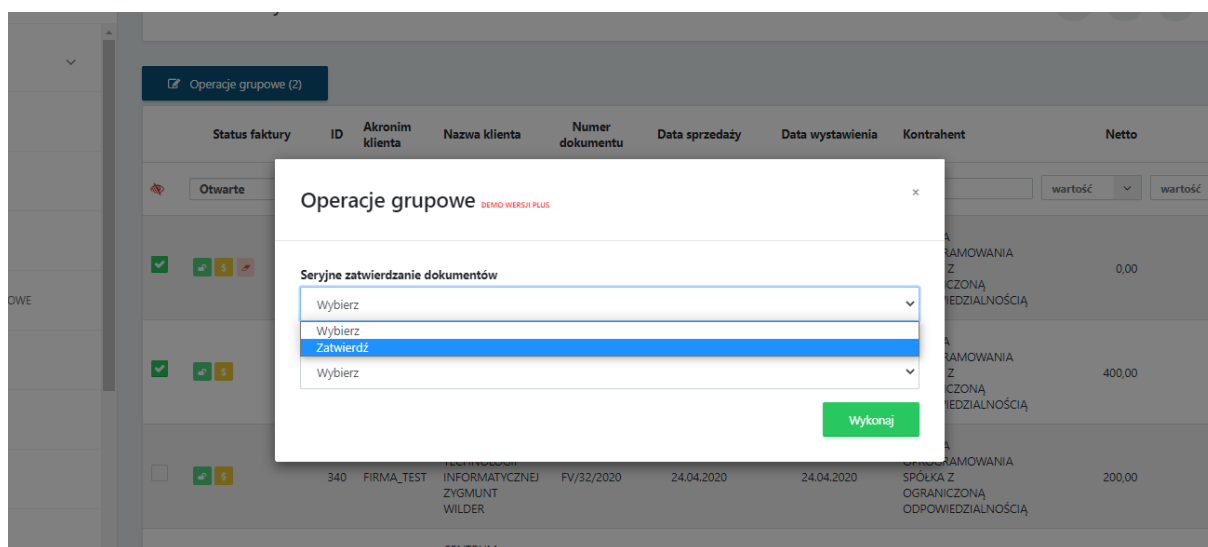 Operacje grupowe (2)
Status faktury ID Akronim klienta Nazwa klienta Numer dokumentu Data sprzedaży Data wystawienia Kontrahent Netto
Otwarte wartość wartość
Operacje grupowe DEMO WERSJI PLUS ×
Seryjne zatwierdzanie dokumentów
Wybierz
Wybierz
Zatwierdź
Wybierz
Wykonaj
OWE
A
RAMOWANIA
Z
CZONĄ
IEDZIALNOŚCIĄ
0,00
A
RAMOWANIA
Z
CZONĄ
IEDZIALNOŚCIĄ
400,00
340 FIRMA_TEST
INFORMATYCZNEJ
ZYGMUNT
WILDER
FV/32/2020 24.04.2020 24.04.2020
OPROGRAMOWANIA
SPÓŁKA Z
OGRANICZONĄ
ODPOWIEDZIALNOŚCIĄ
200,00